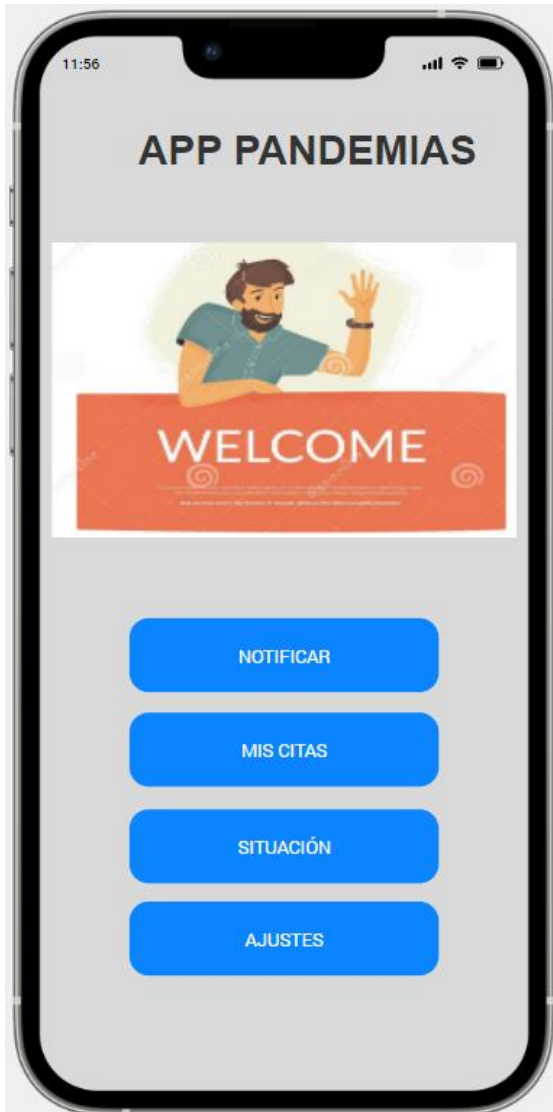 11:56
APP PANDEMIAS
WELCOME
NOTIFICAR
MIS CITAS
SITUACIÓN
AJUSTES